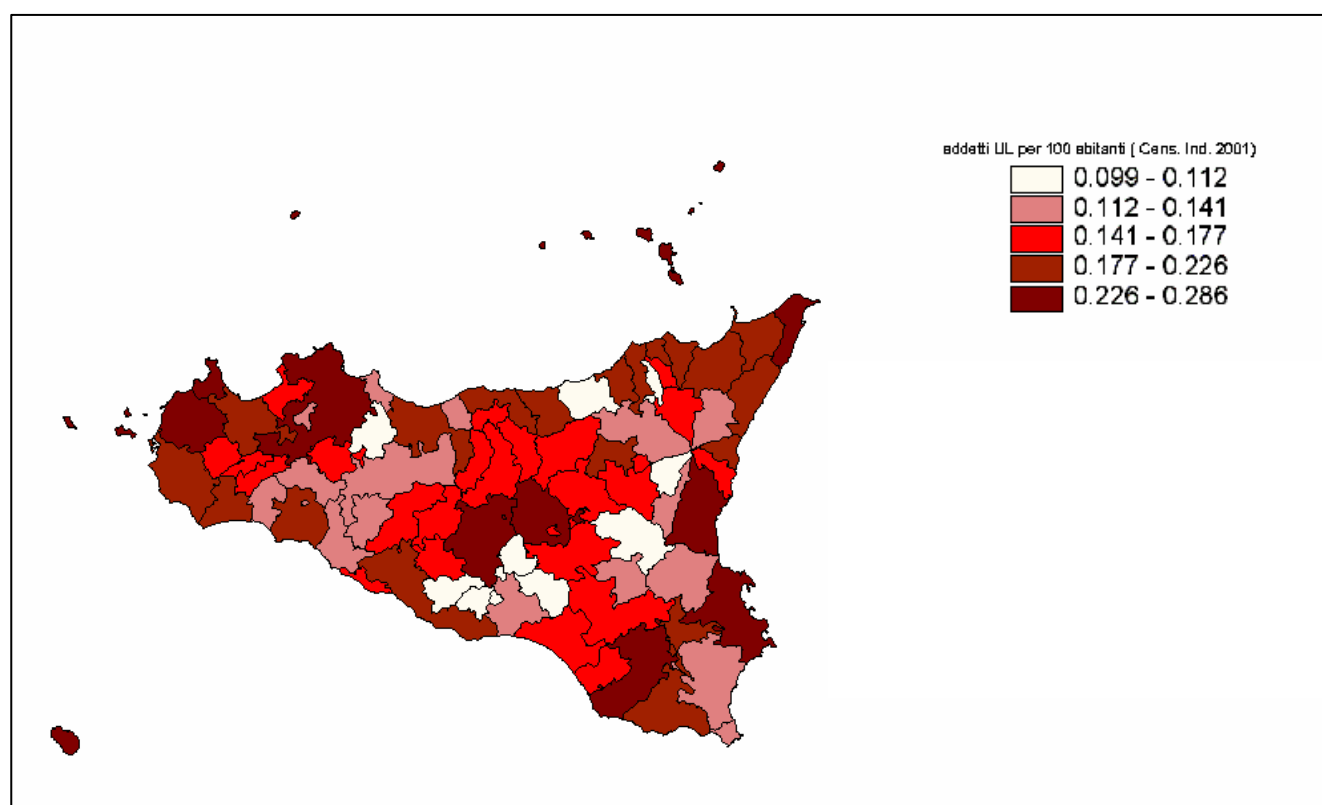 addetti UL per 100 abitanti ( Cens. Ind. 2001)
0.099 - 0.112
0.112 - 0.141
0.141 - 0.177
0.177 - 0.226
0.226 - 0.286